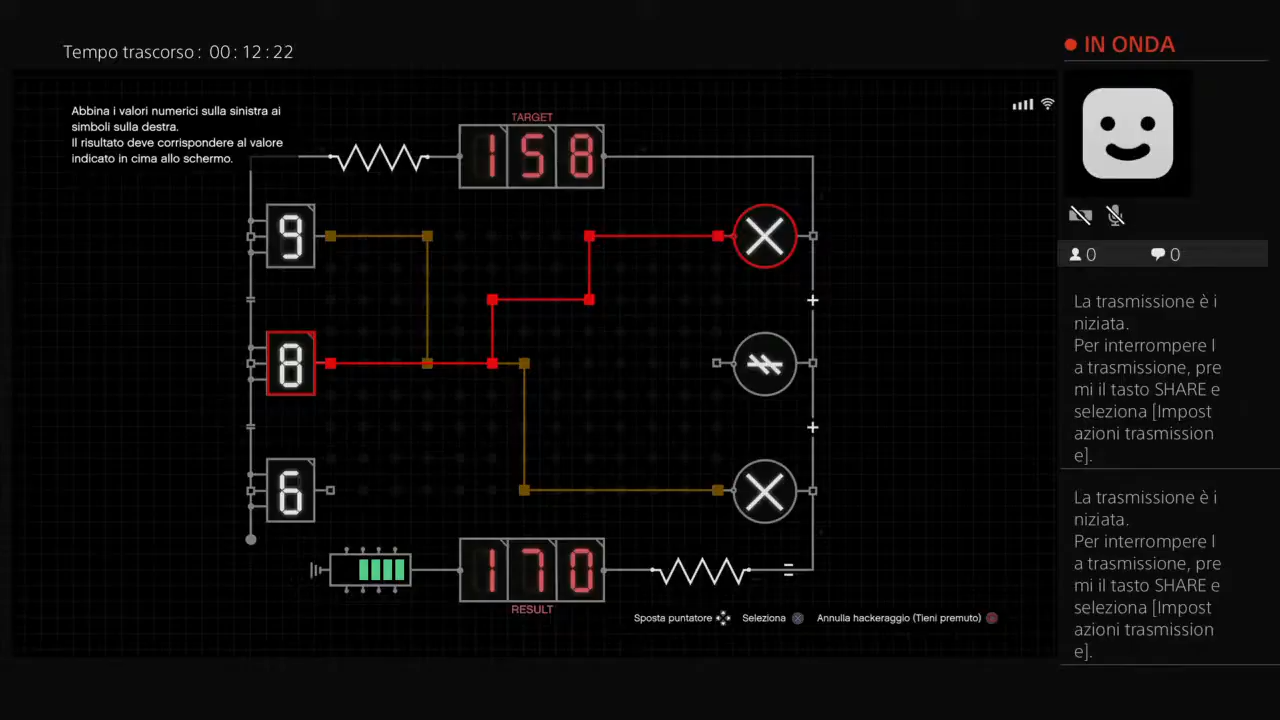 Tempo trascorso: 00:12:22
IN ONDA
Abbina i valori numerici sulla sinistra ai
simboli sulla destra.
Il risultato deve corrispondere al valore
indicato in cima allo schermo.
TARGET
158
9
8
6
170
RESULT
Sposta puntatore
Seleziona
Annulla hackeraggio (Tieni premuto)
0
0
La trasmissione è i
niziata.
Per interrompere l
a trasmissione, pre
mi il tasto SHARE e
seleziona [Impost
azioni trasmission
e].
La trasmissione è i
niziata.
Per interrompere l
a trasmissione, pre
mi il tasto SHARE e
seleziona [Impost
azioni trasmission
e].